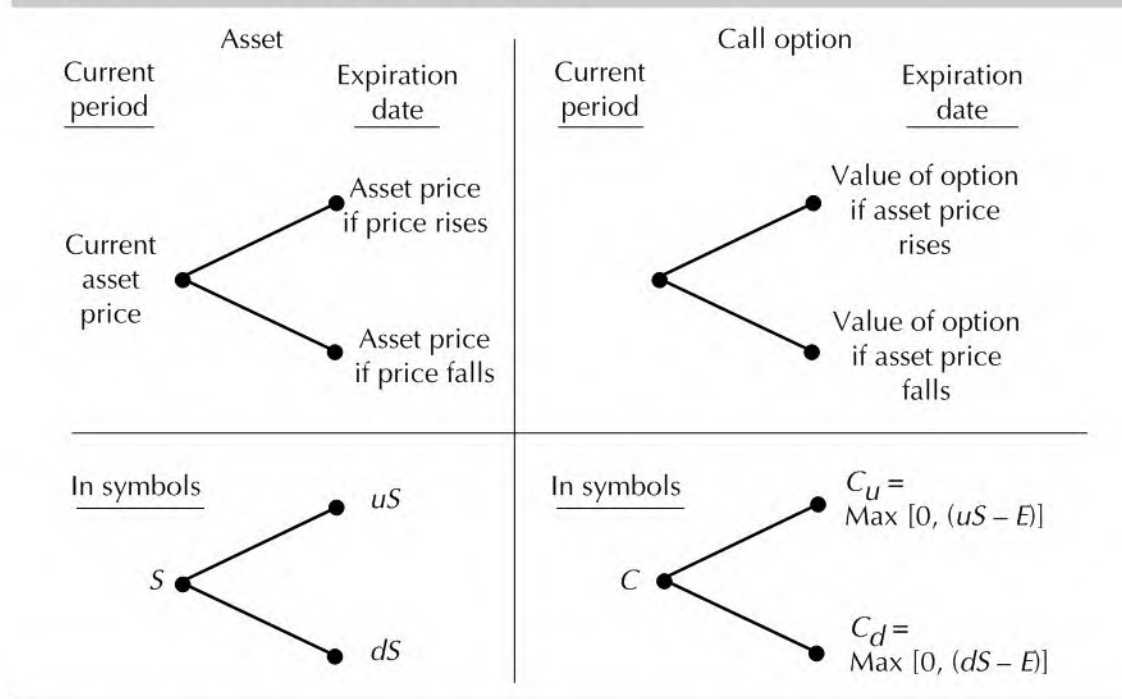 Asset
Current
period
Expiration
date
Asset price
if price rises
Current
asset
price
Asset price
if price falls
Call option
Current
period
Expiration
date
Value of option
if asset price
rises
Value of option
if asset price
falls
In symbols
uS
S
dS
In symbols
C_u =
Max [0, (uS – E)]
C
C_d =
Max [0, (dS – E)]